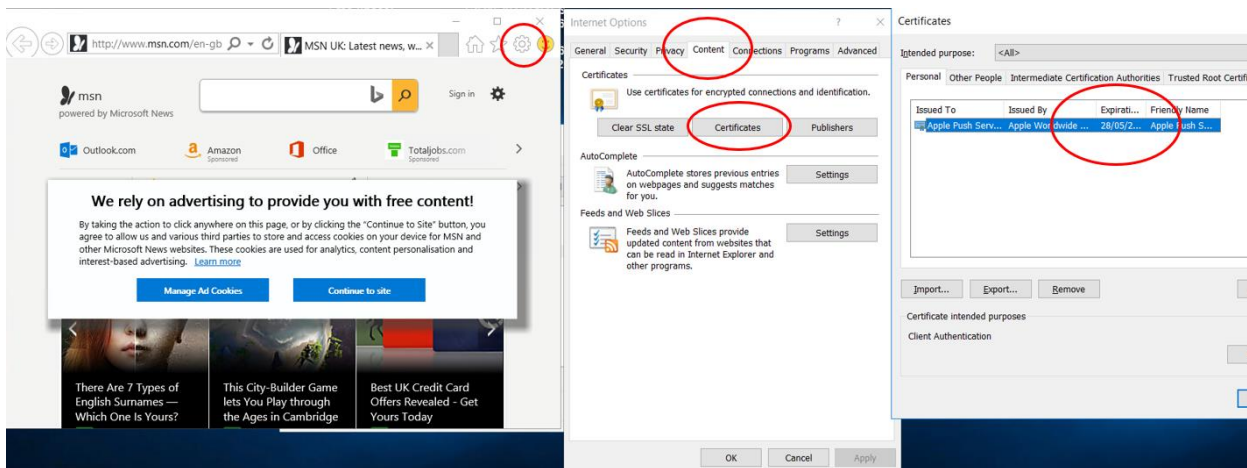 http://www.msn.com/en-gb
MSN UK: Latest news, w...
msn
powered by Microsoft News
Sign in
Outlook.com
Amazon
Sponsored
Office
Totaljobs.com
Sponsored
We rely on advertising to provide you with free content!
By taking the action to click anywhere on this page, or by clicking the "Continue to Site" button, you
agree to allow us and various third parties to store and access cookies on your device for MSN and
other Microsoft News websites. These cookies are used for analytics, content personalisation and
interest-based advertising. Learn more
Manage Ad Cookies
Continue to site
There Are 7 Types of
English Surnames —
Which One Is Yours?
This City-Builder Game
lets You Play through
the Ages in Cambridge
Best UK Credit Card
Offers Revealed - Get
Yours Today
Internet Options
General Security Privacy Content Connections Programs Advanced
Certificates
Use certificates for encrypted connections and identification.
Clear SSL state
Certificates
Publishers
AutoComplete
AutoComplete stores previous entries
on webpages and suggests matches
for you.
Settings
Feeds and Web Slices
Feeds and Web Slices provide
updated content from websites that
can be read in Internet Explorer and
other programs.
Settings
OK
Cancel
Apply
Certificates
Intended purpose:
<All>
Personal Other People Intermediate Certification Authorities Trusted Root Certifi
Issued To Issued By Expirati... Friendly Name
Apple Push Serv... Apple Worldwide ... 28/05/2... Apple Push S...
Import...
Export...
Remove
Certificate intended purposes
Client Authentication